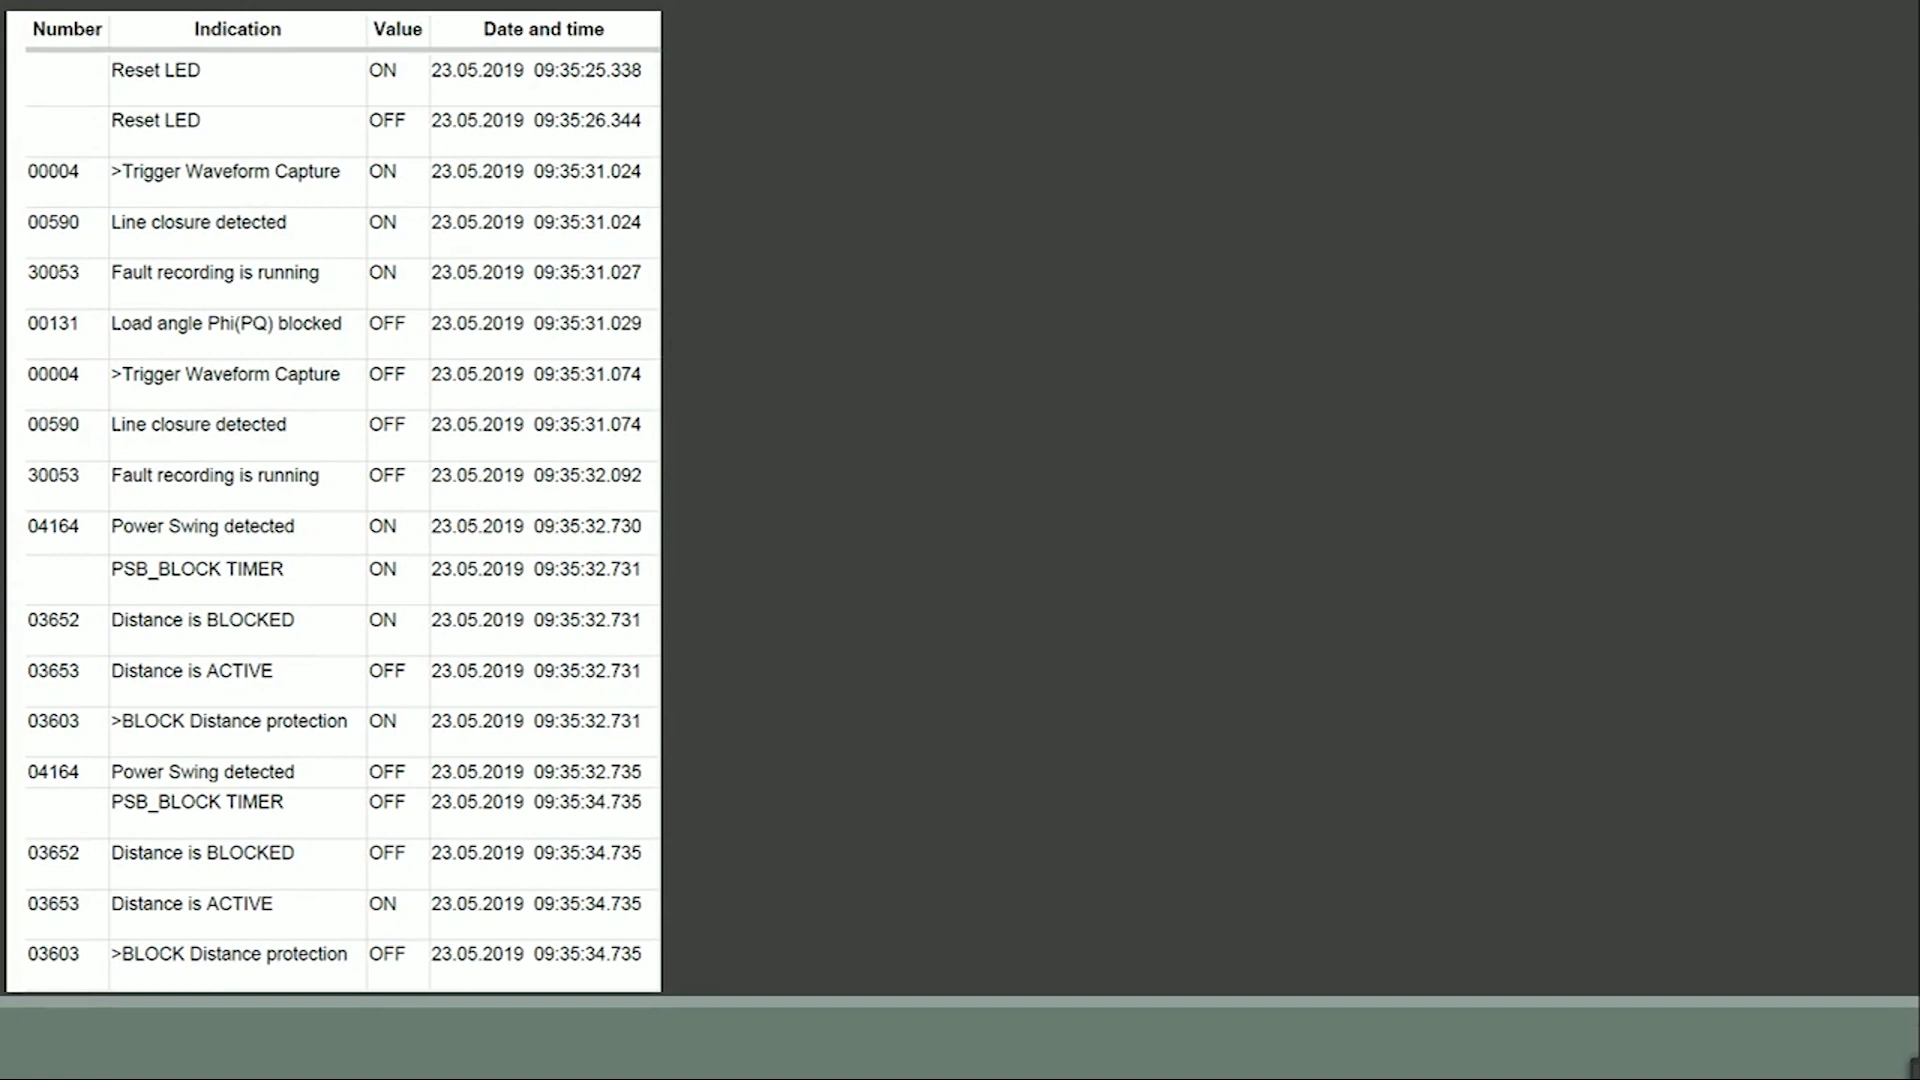 Number Indication Value Date and time
Reset LED ON 23.05.2019 09:35:25.338
Reset LED OFF 23.05.2019 09:35:26.344
00004 >Trigger Waveform Capture ON 23.05.2019 09:35:31.024
00590 Line closure detected ON 23.05.2019 09:35:31.024
30053 Fault recording is running ON 23.05.2019 09:35:31.027
00131 Load angle Phi(PQ) blocked OFF 23.05.2019 09:35:31.029
00004 >Trigger Waveform Capture OFF 23.05.2019 09:35:31.074
00590 Line closure detected OFF 23.05.2019 09:35:31.074
30053 Fault recording is running OFF 23.05.2019 09:35:32.092
04164 Power Swing detected ON 23.05.2019 09:35:32.730
PSB_BLOCK TIMER ON 23.05.2019 09:35:32.731
03652 Distance is BLOCKED ON 23.05.2019 09:35:32.731
03653 Distance is ACTIVE OFF 23.05.2019 09:35:32.731
03603 >BLOCK Distance protection ON 23.05.2019 09:35:32.731
04164 Power Swing detected OFF 23.05.2019 09:35:32.735
PSB_BLOCK TIMER OFF 23.05.2019 09:35:34.735
03652 Distance is BLOCKED OFF 23.05.2019 09:35:34.735
03653 Distance is ACTIVE ON 23.05.2019 09:35:34.735
03603 >BLOCK Distance protection OFF 23.05.2019 09:35:34.735